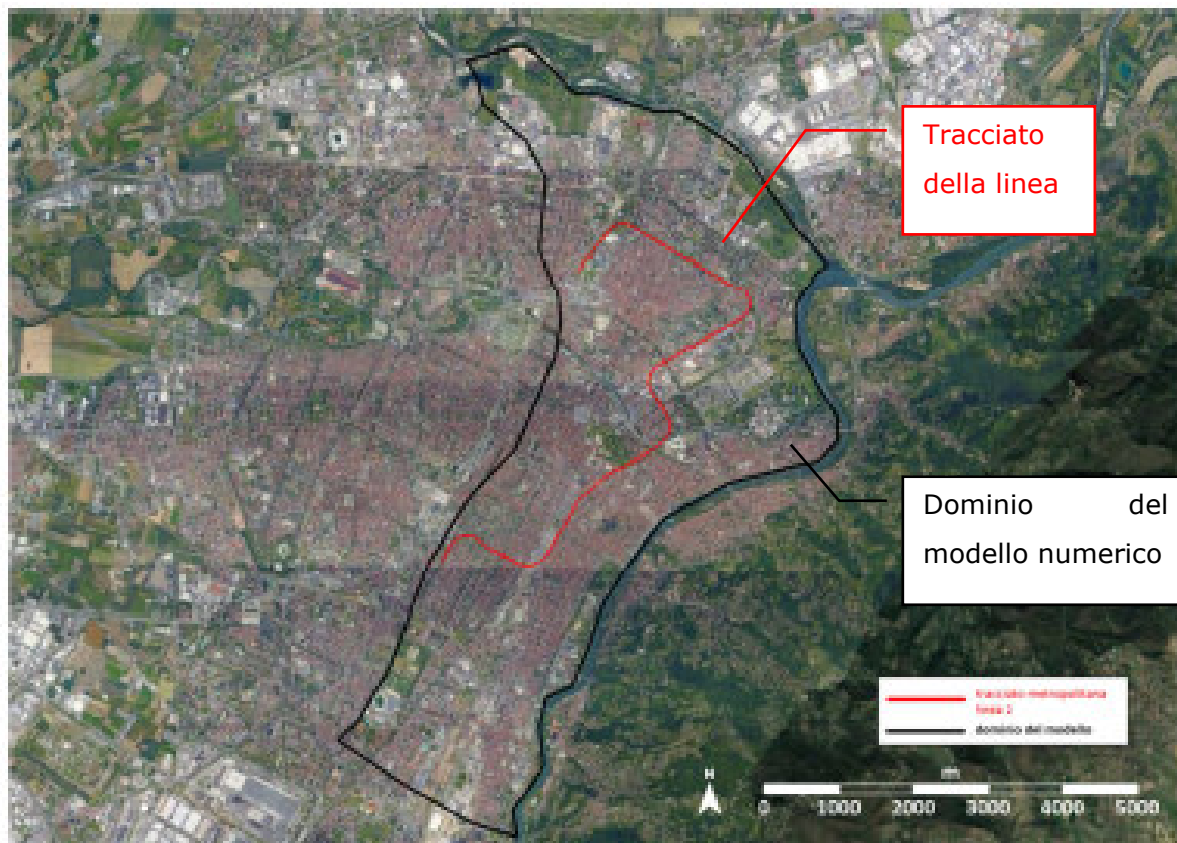 Tracciato
della linea
Dominio del
modello numerico
tracciato metropolitana
linea 2
dominio del modello
N
m
0 1000 2000 3000 4000 5000